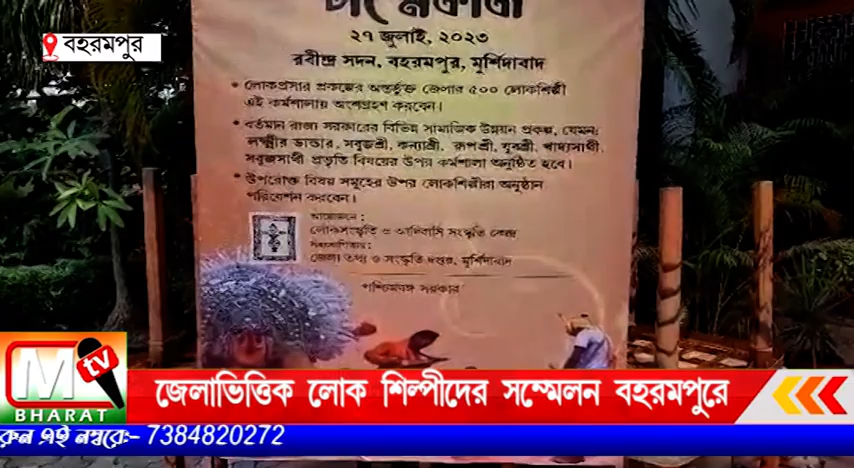 বহরমপুর
২৭ জুলাই, ২০২৩
রবীন্দ্র সদন, বহরমপুর, মুর্শিদাবাদ
• লোকপ্রসার প্রকল্পের অন্তর্ভুক্ত জেলার ৫০০ লোকশিল্পী
এই কর্মশালায় অংশগ্রহণ করবেন।
• বর্তমান রাজ্য সরকারের বিভিন্ন সামাজিক উন্নয়ন প্রকল্প, যেমন:
লক্ষ্মীর ভান্ডার, সবুজশ্রী, কন্যাশ্রী, রূপশ্রী, যুবশ্রী, খাদ্যসাথী,
সবুজসাথী প্রভৃতি বিষয়ের উপর কর্মশালা অনুষ্ঠিত হবে।
• উপরোক্ত বিষয় সমূহের উপর লোকশিল্পীরা অনুষ্ঠান
পরিবেশন করবেন।
আয়োজনে :
লোকসংস্কৃতি ও আদিবাসি সংস্কৃতি কেন্দ্র
সহযোগিতায়:
জেলা তথ্য ও সংস্কৃতি দপ্তর, মুর্শিদাবাদ
পশ্চিমবঙ্গ সরকার
M tv
BHARAT
জেলাভিত্তিক লোক শিল্পীদের সম্মেলন বহরমপুরে
এই নম্বরে:- 7384820272